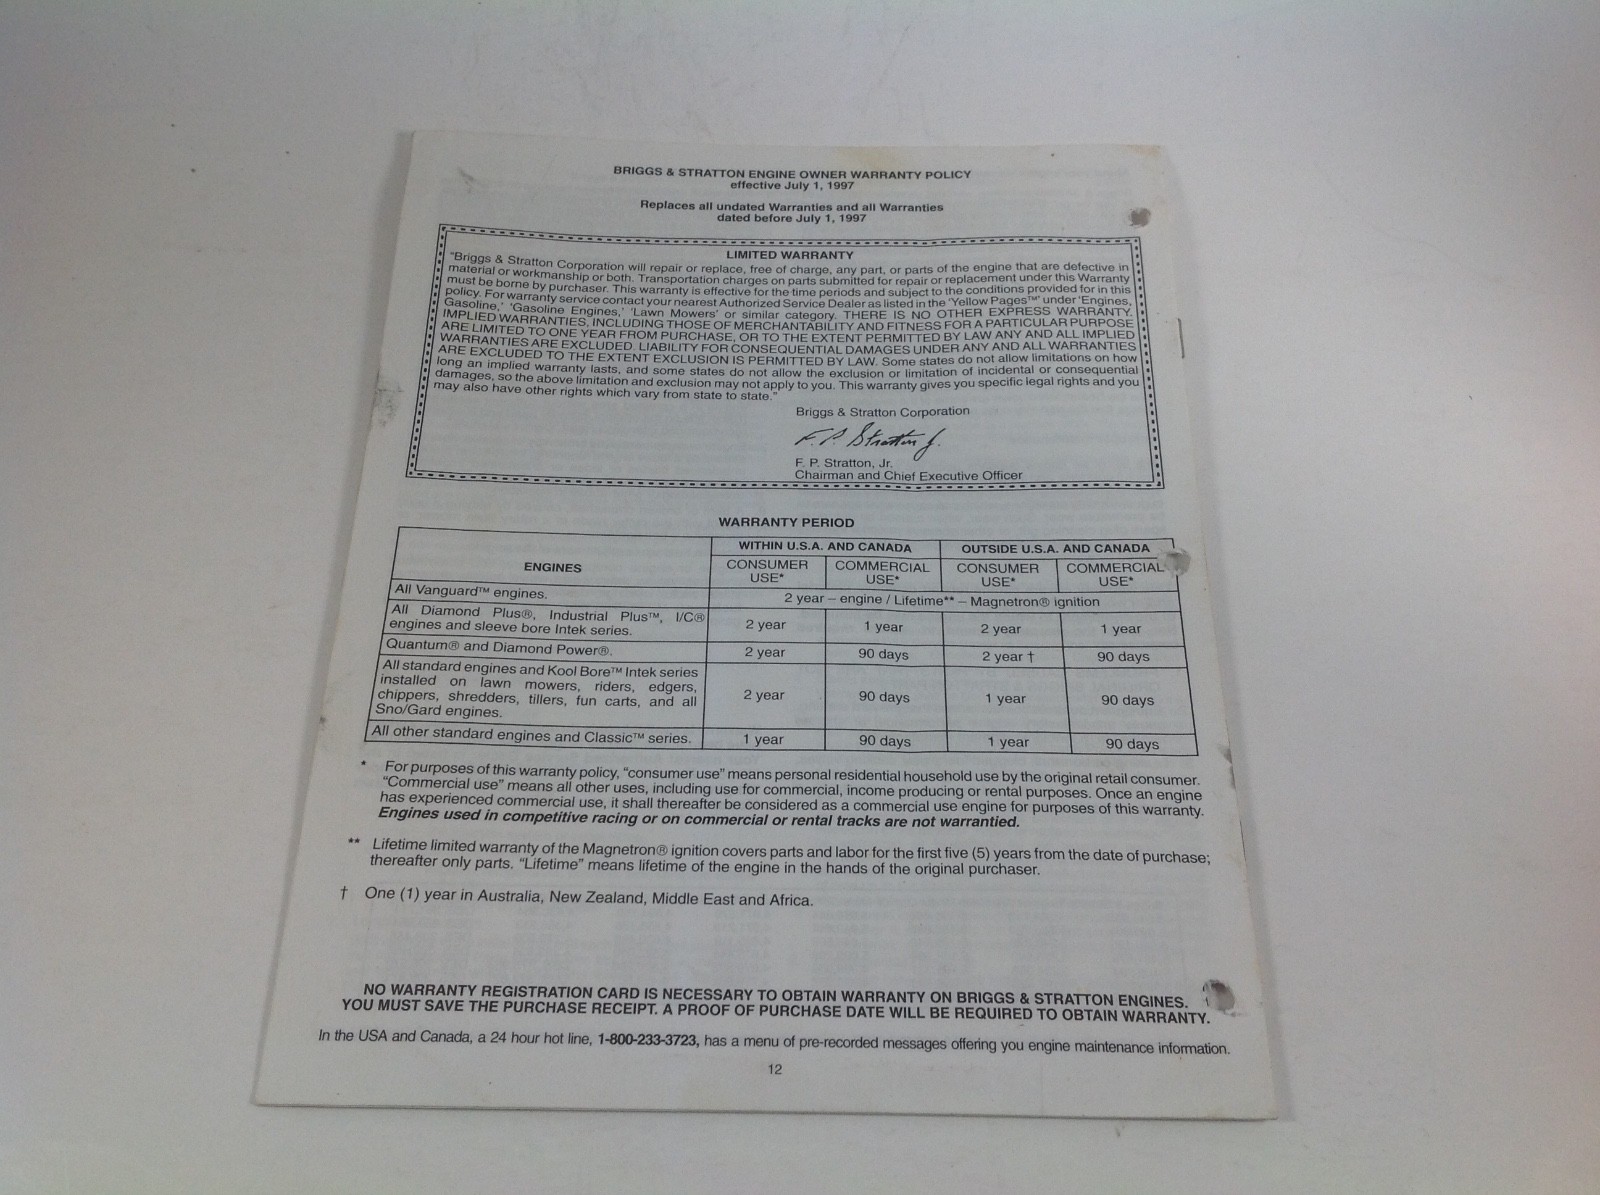 BRIGGS & STRATTON ENGINE OWNER WARRANTY POLICY
effective July 1, 1997
Replaces all undated Warranties and all Warranties
dated before July 1, 1997
LIMITED WARRANTY
"Briggs & Stratton Corporation will repair or replace, free of charge, any part, or parts of the engine that are defective in
material or workmanship or both. Transportation charges on parts submitted for repair or replacement under this Warranty
must be borne by purchaser. This warranty is effective for the time periods and subject to the conditions provided for in this
policy. For warranty service contact your nearest Authorized Service Dealer as listed in the 'Yellow Pages™' under 'Engines,
Gasoline,' 'Gasoline Engines,' 'Lawn Mowers' or similar category. THERE IS NO OTHER EXPRESS WARRANTY.
IMPLIED WARRANTIES, INCLUDING THOSE OF MERCHANTABILITY AND FITNESS FOR A PARTICULAR PURPOSE
ARE LIMITED TO ONE YEAR FROM PURCHASE, OR TO THE EXTENT PERMITTED BY LAW ANY AND ALL IMPLIED
WARRANTIES ARE EXCLUDED. LIABILITY FOR CONSEQUENTIAL DAMAGES UNDER ANY AND ALL WARRANTIES
ARE EXCLUDED TO THE EXTENT EXCLUSION IS PERMITTED BY LAW. Some states do not allow limitations on how
long an implied warranty lasts, and some states do not allow the exclusion or limitation of incidental or consequential
damages, so the above limitation and exclusion may not apply to you. This warranty gives you specific legal rights and you
may also have other rights which vary from state to state."
Briggs & Stratton Corporation
F. P. Stratton Jr.
F. P. Stratton, Jr.
Chairman and Chief Executive Officer
WARRANTY PERIOD
ENGINES
WITHIN U.S.A. AND CANADA
OUTSIDE U.S.A. AND CANADA
CONSUMER USE*
COMMERCIAL USE*
CONSUMER USE*
COMMERCIAL USE*
All Vanguard™ engines.
2 year – engine / Lifetime** – Magnetron® ignition
All Diamond Plus®, Industrial Plus™, I/C®
engines and sleeve bore Intek series.
2 year
1 year
2 year
1 year
Quantum® and Diamond Power®.
2 year
90 days
2 year †
90 days
All standard engines and Kool Bore™ Intek series
installed on lawn mowers, riders, edgers,
chippers, shredders, tillers, fun carts, and all
Sno/Gard engines.
2 year
90 days
1 year
90 days
All other standard engines and Classic™ series.
1 year
90 days
1 year
90 days
* For purposes of this warranty policy, "consumer use" means personal residential household use by the original retail consumer.
"Commercial use" means all other uses, including use for commercial, income producing or rental purposes. Once an engine
has experienced commercial use, it shall thereafter be considered as a commercial use engine for purposes of this warranty.
Engines used in competitive racing or on commercial or rental tracks are not warrantied.
** Lifetime limited warranty of the Magnetron® ignition covers parts and labor for the first five (5) years from the date of purchase;
thereafter only parts. "Lifetime" means lifetime of the engine in the hands of the original purchaser.
† One (1) year in Australia, New Zealand, Middle East and Africa.
NO WARRANTY REGISTRATION CARD IS NECESSARY TO OBTAIN WARRANTY ON BRIGGS & STRATTON ENGINES.
YOU MUST SAVE THE PURCHASE RECEIPT. A PROOF OF PURCHASE DATE WILL BE REQUIRED TO OBTAIN WARRANTY.
In the USA and Canada, a 24 hour hot line, 1-800-233-3723, has a menu of pre-recorded messages offering you engine maintenance information.
12